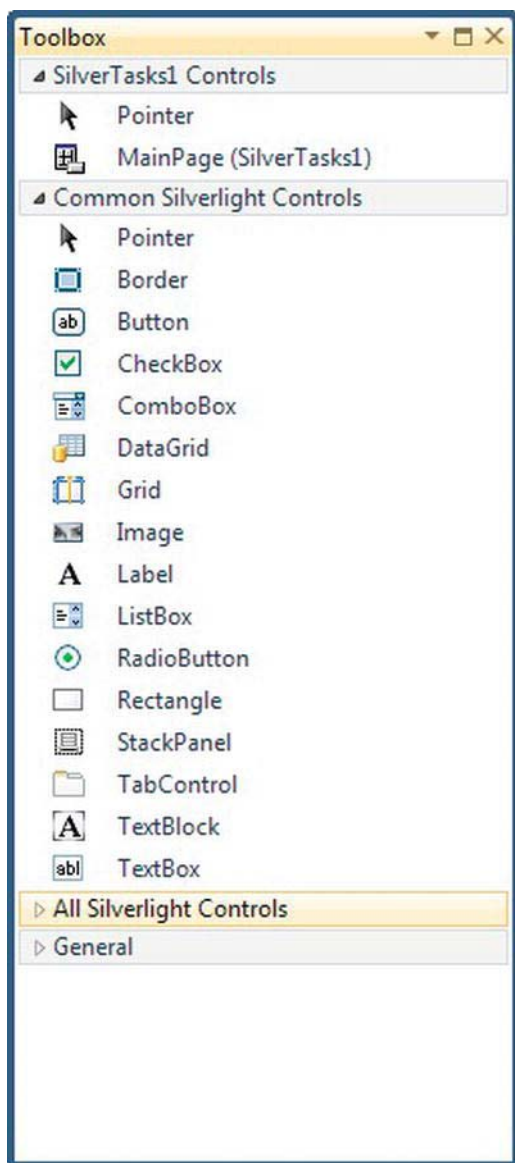 Toolbox
SilverTasks1 Controls
Pointer
MainPage (SilverTasks1)
Common Silverlight Controls
Pointer
Border
ab Button
CheckBox
ComboBox
DataGrid
Grid
Image
A Label
ListBox
RadioButton
Rectangle
StackPanel
TabControl
A TextBlock
abl TextBox
All Silverlight Controls
General